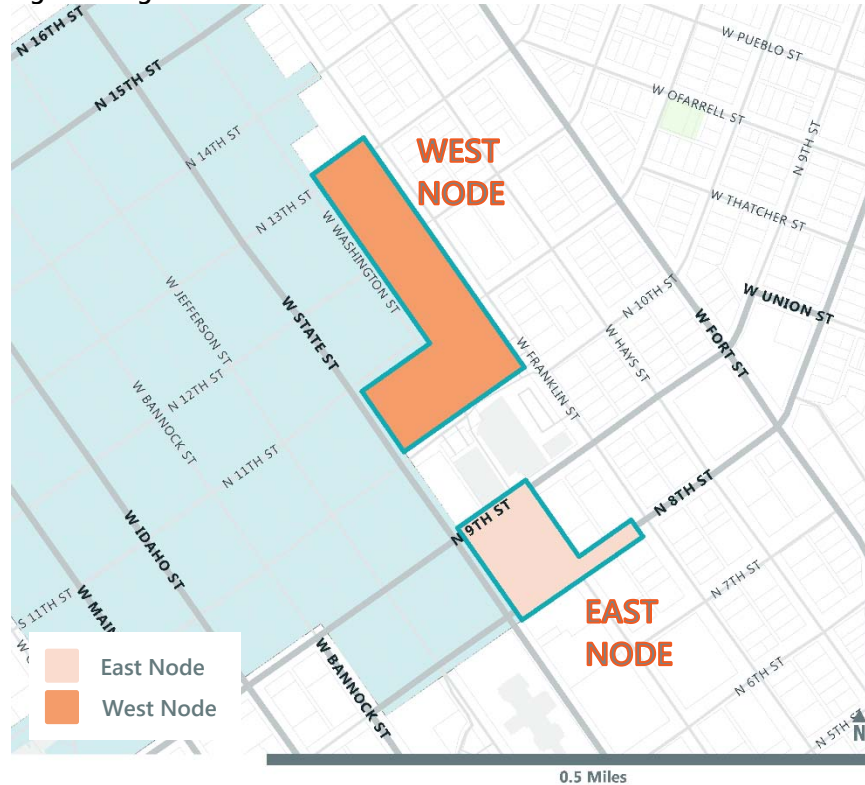 N 16TH ST
N 15TH ST
N 14TH ST
N 13TH ST
W WASHINGTON ST
W JEFFERSON ST
W STATE ST
N 12TH ST
W BANNOCK ST
N 11TH ST
W IDAHO ST
S 11TH ST
W MAIN
W BANNOCK ST
W PUEBLO ST
W OFARRELL ST
N 9TH ST
W THATCHER ST
W UNION ST
N 10TH ST
W FORT ST
W HAYS ST
W FRANKLIN ST
WEST
NODE
N 9TH ST
N 8TH ST
N 7TH ST
N 6TH ST
N 5TH ST
EAST
NODE
East Node
West Node
N
0.5 Miles